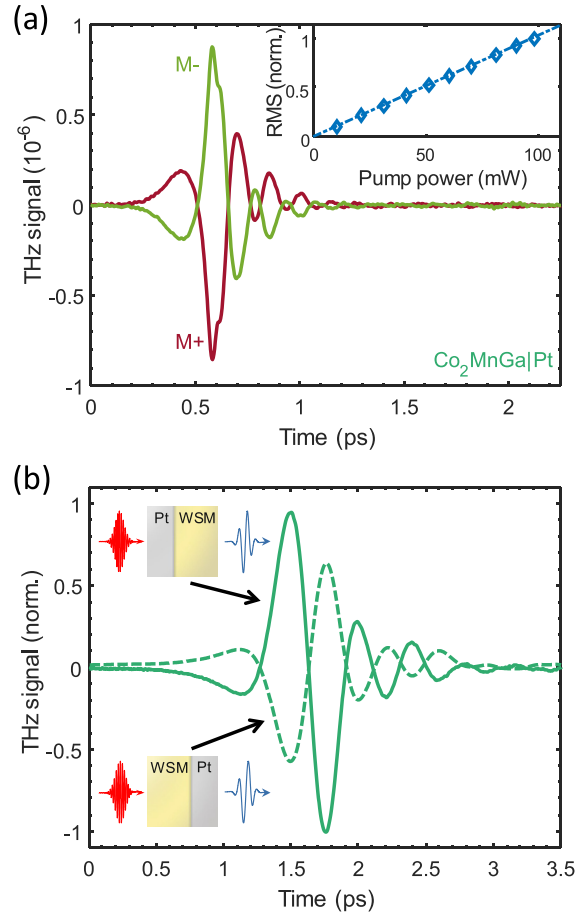 (a)
THz signal (10⁻⁶)
1
0.5
0
-0.5
-1
M-
M+
RMS (norm.)
1
0.5
0
0
50
100
Pump power (mW)
Co₂MnGa|Pt
0
0.5
1
1.5
2
Time (ps)
(b)
THz signal (norm.)
1
0.5
0
-0.5
-1
Pt WSM
WSM Pt
0
0.5
1
1.5
2
2.5
3
3.5
Time (ps)